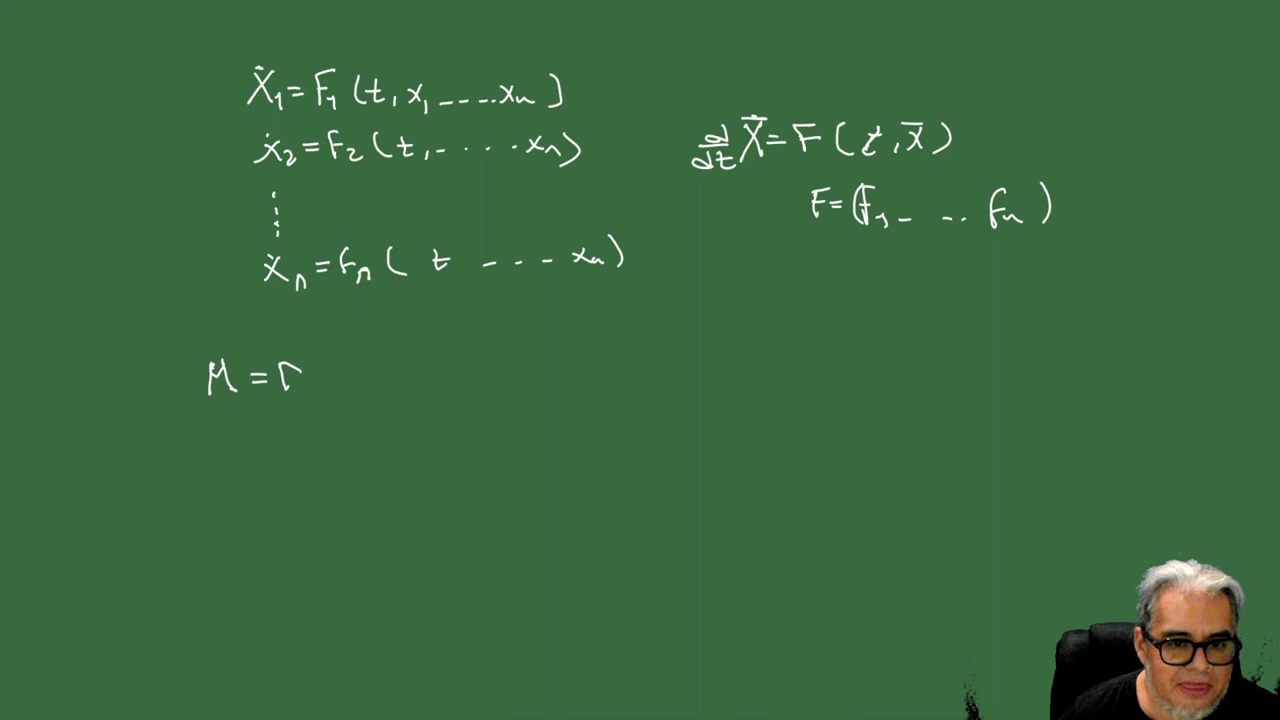 Ẋ₁ = F₁ (t, x₁ _ _ _ . . . xₙ )
ẋ₂ = F₂ (t, - . . . . xₙ)
⋮
ẋₙ = Fₙ ( t - - - xₙ )
d/dt X̄ = F ( t, x̄ )
F = (F₁, _ . . . Fₙ )
M =